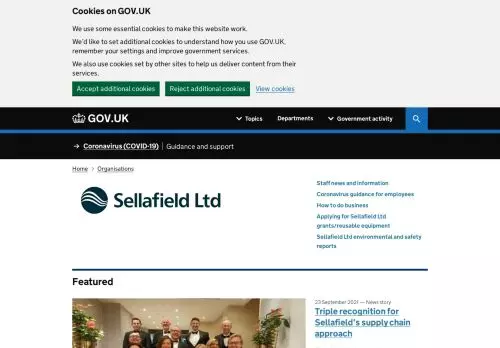 Cookies on GOV.UK
We use some essential cookies to make this website work.
We'd like to set additional cookies to understand how you use GOV.UK,
remember your settings and improve government services.
We also use cookies set by other sites to help us deliver content from their
services.
Accept additional cookies
Reject additional cookies
View cookies
GOV.UK
Topics
Departments
Government activity
→ Coronavirus (COVID-19) | Guidance and support
Home > Organisations
Sellafield Ltd
Staff news and information
Coronavirus guidance for employees
How to do business
Applying for Sellafield Ltd
grants/reusable equipment
Sellafield Ltd environmental and safety
reports
Featured
23 September 2021 — News story
Triple recognition for
Sellafield's supply chain
approach